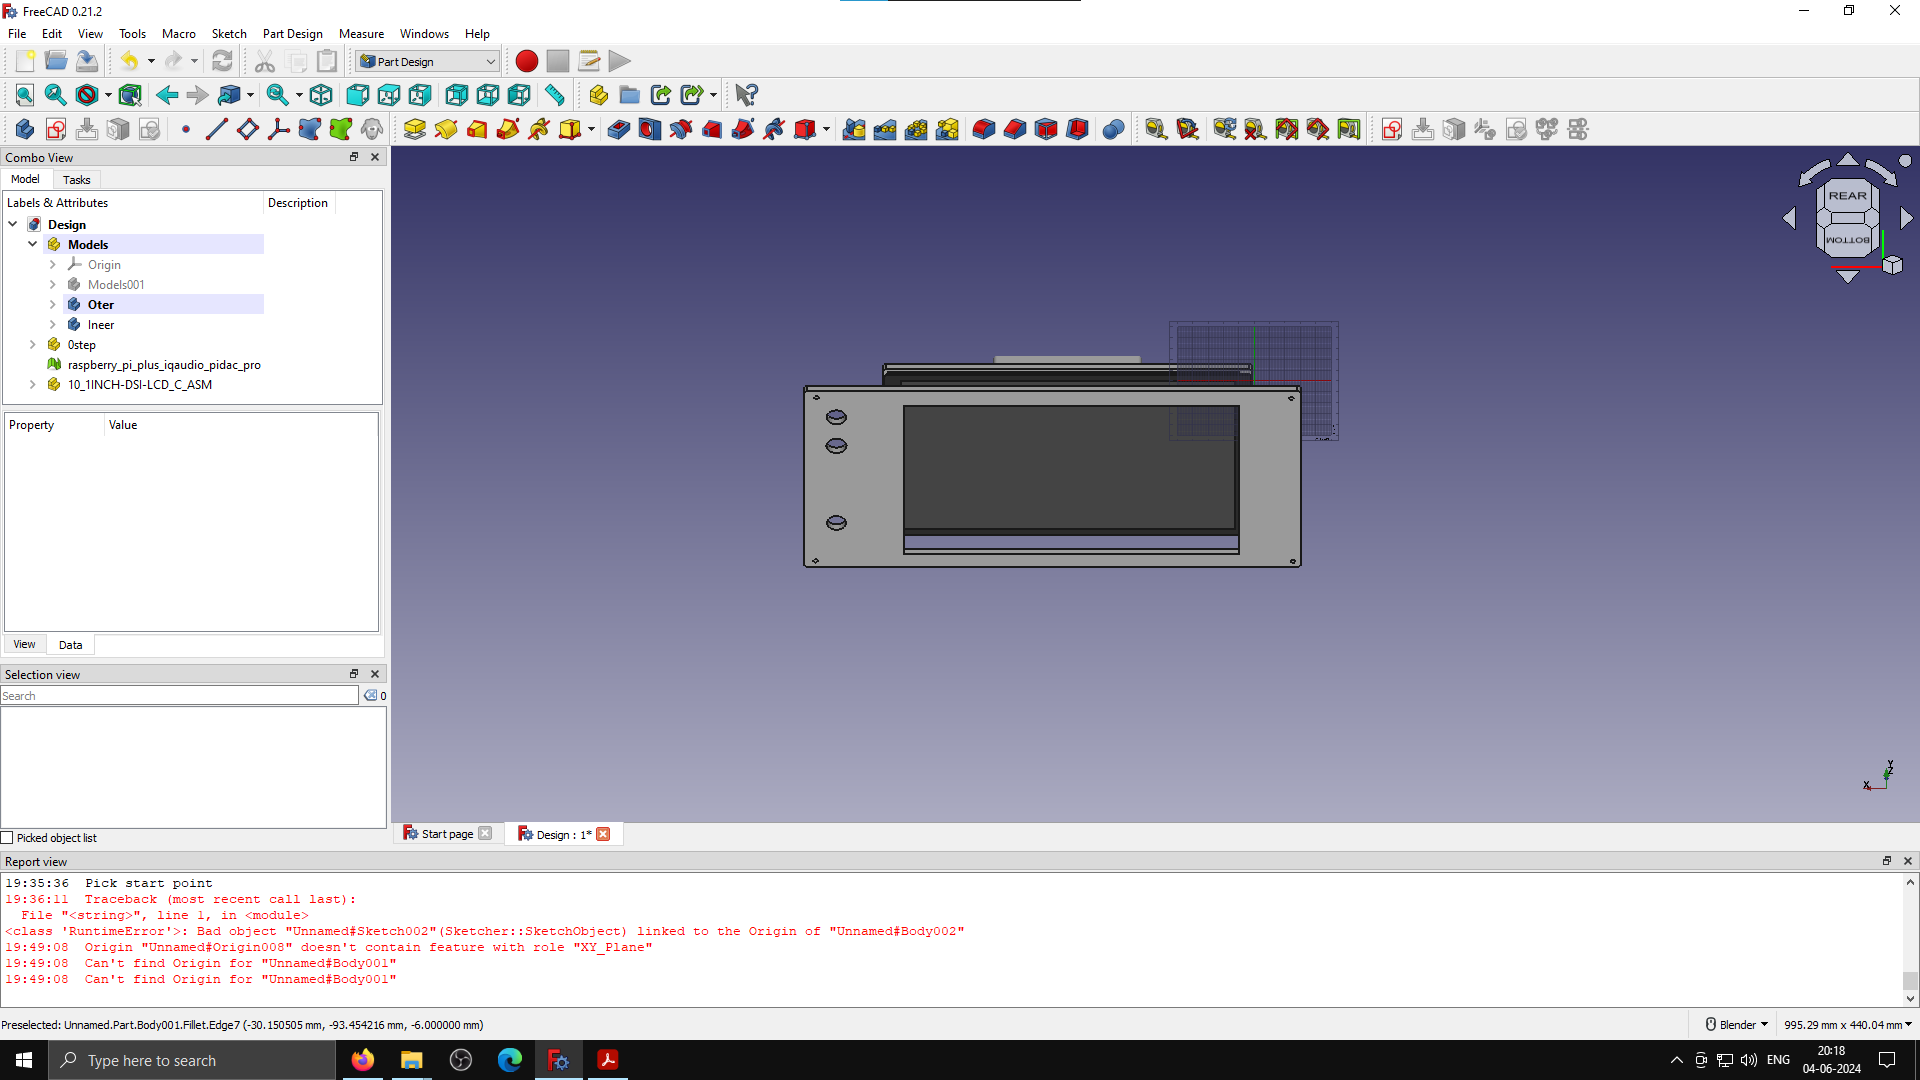 FreeCAD 0.21.2
File Edit View Tools Macro Sketch Part Design Measure Windows Help
Part Design
Combo View
Model Tasks
Labels & Attributes Description
Design
Models
Origin
Models001
Oter
Ineer
0step
raspberry_pi_plus_iqaudio_pidac_pro
10_1INCH-DSI-LCD_C_ASM
Property Value
View Data
Selection view
Search 0
Picked object list
REAR
BOTTOM
Y
Z
X
Start page Design : 1*
Report view
19:35:36 Pick start point
19:36:11 Traceback (most recent call last):
File "<string>", line 1, in <module>
<class 'RuntimeError'>: Bad object "Unnamed#Sketch002"(Sketcher::SketchObject) linked to the Origin of "Unnamed#Body002"
19:49:08 Origin "Unnamed#Origin008" doesn't contain feature with role "XY_Plane"
19:49:08 Can't find Origin for "Unnamed#Body001"
19:49:08 Can't find Origin for "Unnamed#Body001"
Preselected: Unnamed.Part.Body001.Fillet.Edge7 (-30.150505 mm, -93.454216 mm, -6.000000 mm)
Blender 995.29 mm x 440.04 mm
Type here to search
ENG
20:18
04-06-2024